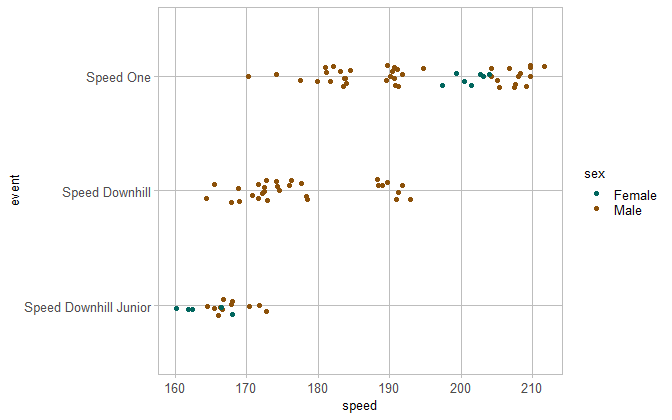 Speed One
Speed Downhill
Speed Downhill Junior
event
160 170 180 190 200 210
speed
sex
Female
Male